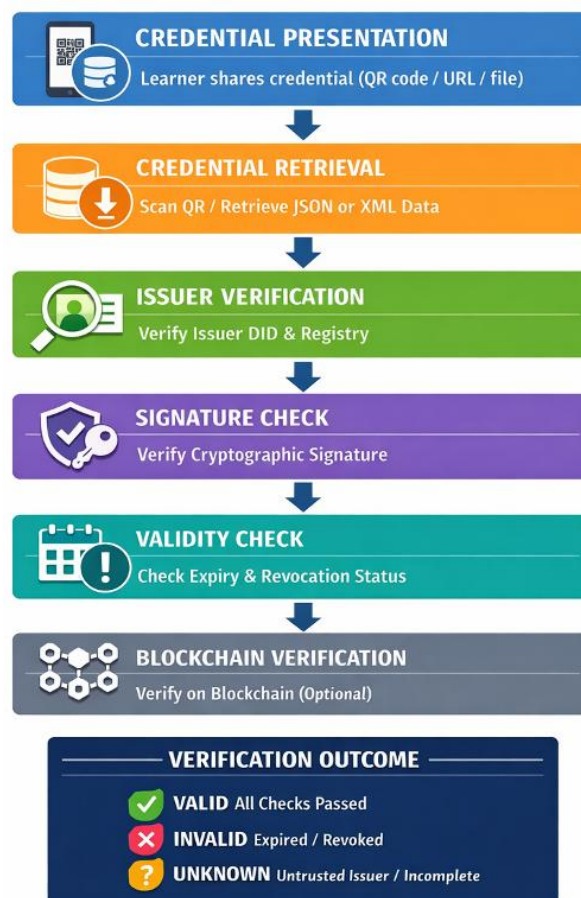 CREDENTIAL PRESENTATION
Learner shares credential (QR code / URL / file)
CREDENTIAL RETRIEVAL
Scan QR / Retrieve JSON or XML Data
ISSUER VERIFICATION
Verify Issuer DID & Registry
SIGNATURE CHECK
Verify Cryptographic Signature
VALIDITY CHECK
Check Expiry & Revocation Status
BLOCKCHAIN VERIFICATION
Verify on Blockchain (Optional)
VERIFICATION OUTCOME
VALID All Checks Passed
INVALID Expired / Revoked
UNKNOWN Untrusted Issuer / Incomplete